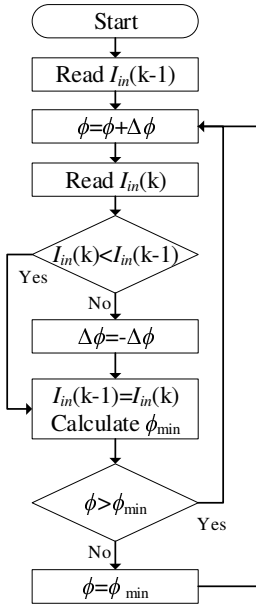 Start
Read I_in(k-1)
ϕ=ϕ+Δϕ
Read I_in(k)
I_in(k)<I_in(k-1)
Yes
No
Δϕ=-Δϕ
I_in(k-1)=I_in(k)
Calculate ϕ_min
ϕ>ϕ_min
Yes
No
ϕ=ϕ_min